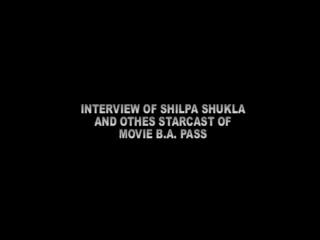 INTERVIEW OF SHILPA SHUKLA
AND OTHES STARCAST OF
MOVIE B.A. PASS